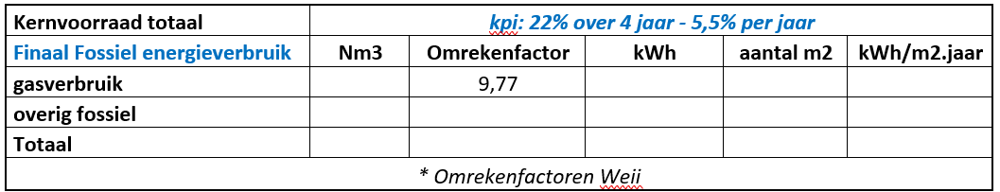 Kernvoorraad totaal kpi: 22% over 4 jaar - 5,5% per jaar
Finaal Fossiel energieverbruik Nm3 Omrekenfactor kWh aantal m2 kWh/m2.jaar
gasverbruik 9,77
overig fossiel
Totaal
* Omrekenfactoren Weii